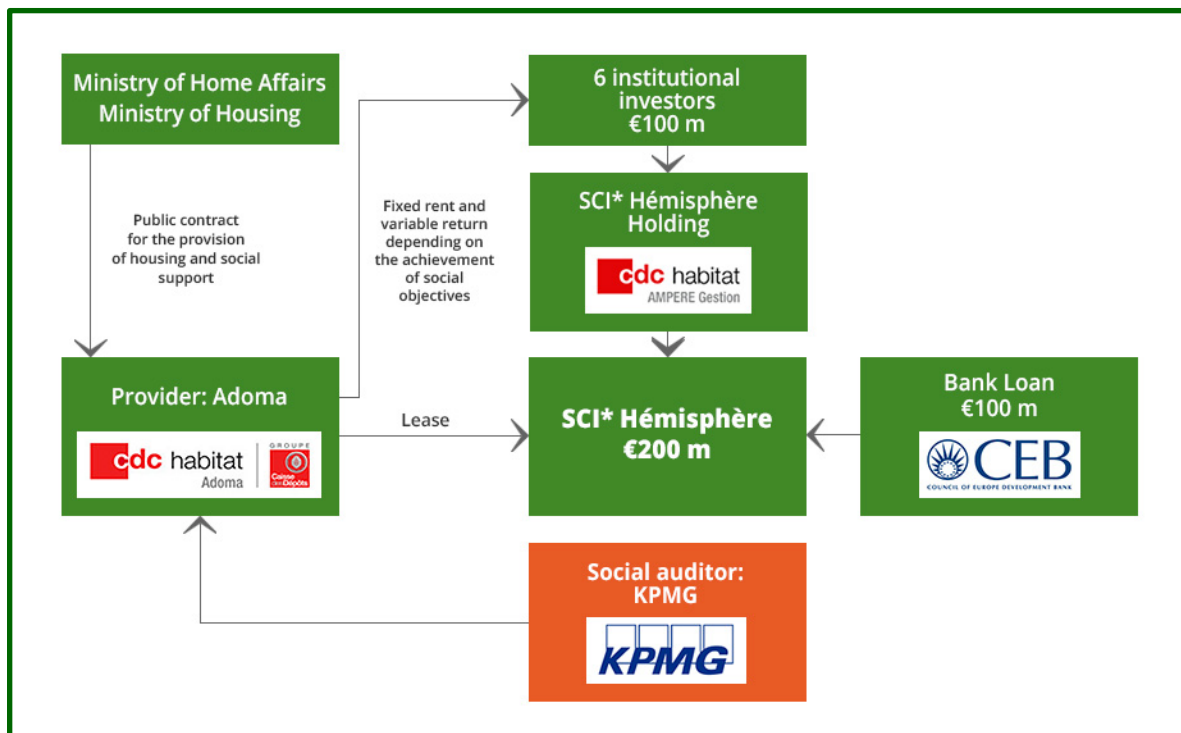 Ministry of Home Affairs
Ministry of Housing
6 institutional
investors
€100 m
Public contract
for the provision
of housing and social
support
Fixed rent and
variable return
depending on
the achievement
of social
objectives
SCI* Hémisphère
Holding
cdc habitat
AMPERE Gestion
Provider: Adoma
cdc habitat
Adoma
GROUPE
Caisse
des Dépôts
Lease
SCI* Hémisphère
€200 m
Bank Loan
€100 m
CEB
COUNCIL OF EUROPE DEVELOPMENT BANK
Social auditor:
KPMG
KPMG